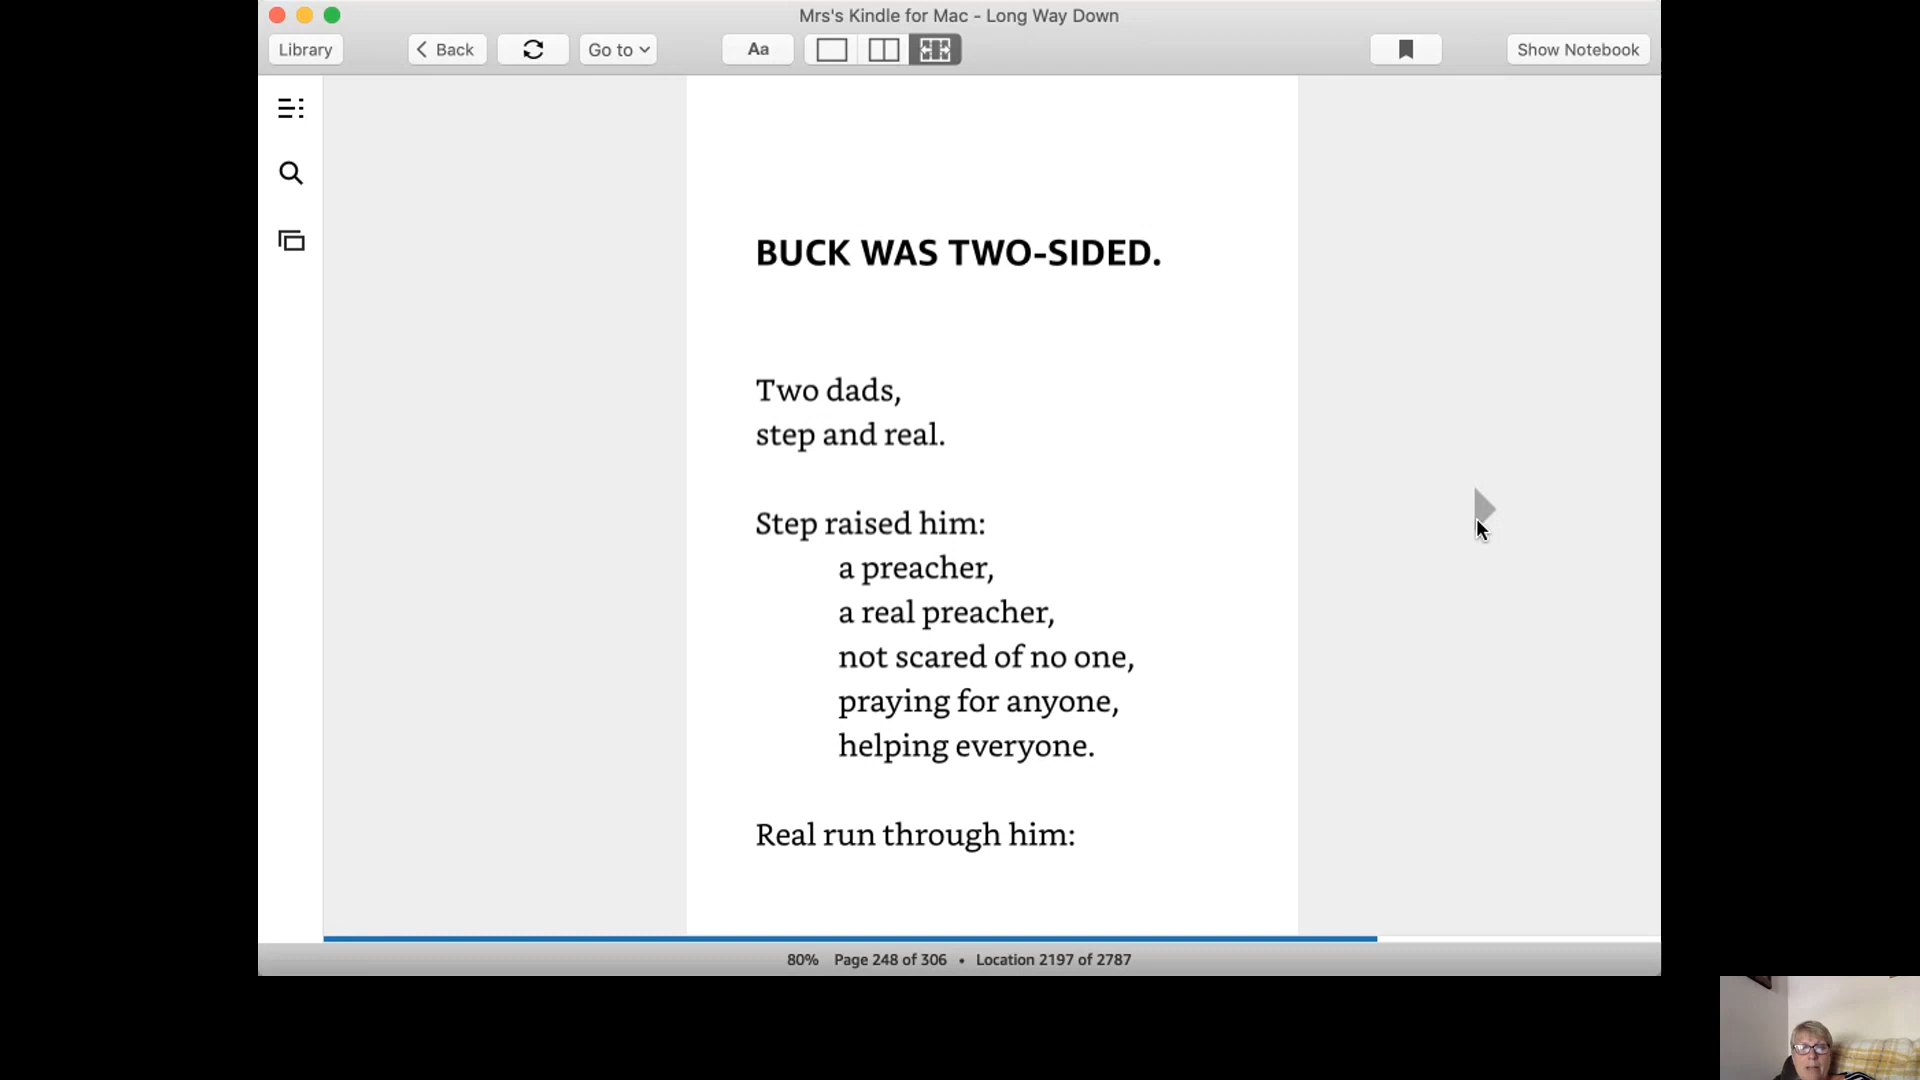 Mrs's Kindle for Mac - Long Way Down
Library
Back
Go to
Aa
Show Notebook
BUCK WAS TWO-SIDED.
Two dads,
step and real.
Step raised him:
a preacher,
a real preacher,
not scared of no one,
praying for anyone,
helping everyone.
Real run through him:
80% Page 248 of 306 • Location 2197 of 2787